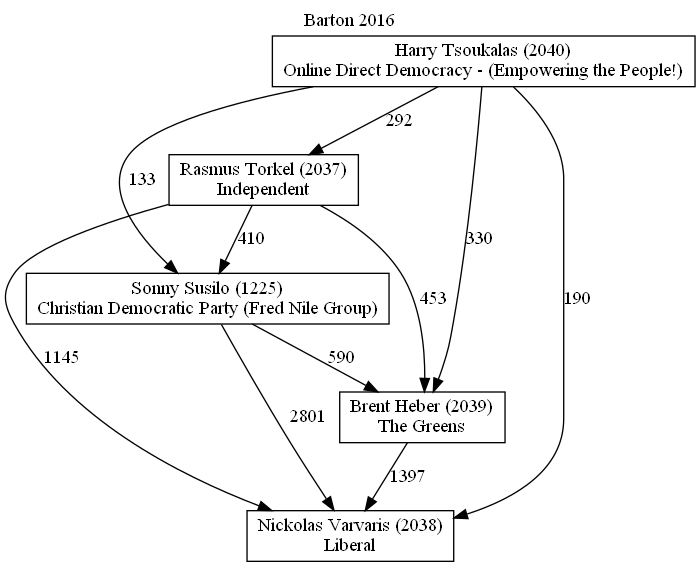 Barton 2016
Harry Tsoukalas (2040)
Online Direct Democracy - (Empowering the People!)
292
Rasmus Torkel (2037)
Independent
133
410
330
Sonny Susilo (1225)
Christian Democratic Party (Fred Nile Group)
453
190
1145
590
Brent Heber (2039)
The Greens
2801
1397
Nickolas Varvaris (2038)
Liberal